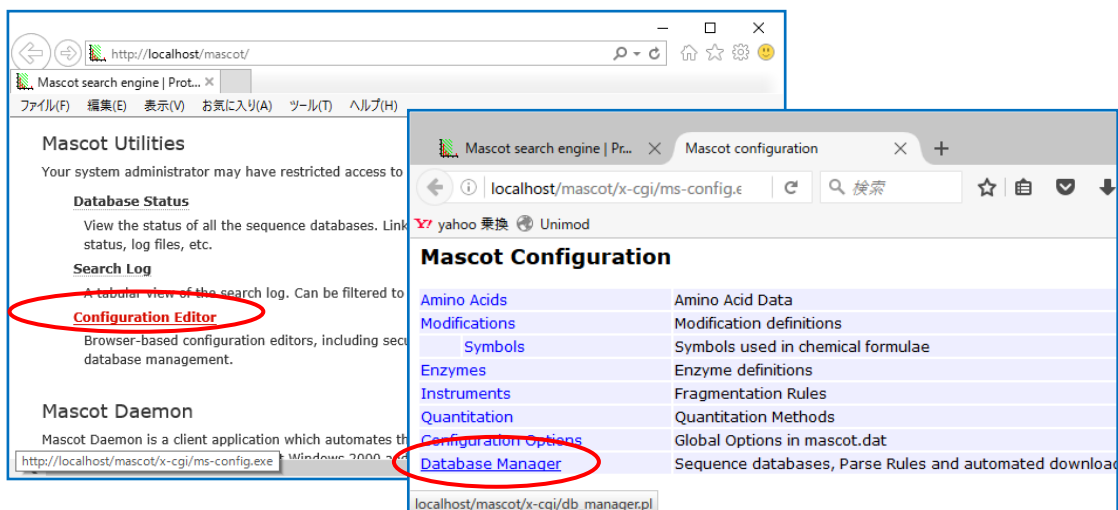 http://localhost/mascot/
Mascot search engine | Prot...
ファイル(F) 編集(E) 表示(V) お気に入り(A) ツール(T) ヘルプ(H)
Mascot Utilities
Your system administrator may have restricted access to
Database Status
View the status of all the sequence databases. Link
status, log files, etc.
Search Log
A tabular view of the search log. Can be filtered to
Configuration Editor
Browser-based configuration editors, including secu
database management.
Mascot Daemon
Mascot Daemon is a client application which automates th
Windows 2000 and
http://localhost/mascot/x-cgi/ms-config.exe
Mascot search engine | Pr...
Mascot configuration
localhost/mascot/x-cgi/ms-config.e
検索
yahoo 乗換 Unimod
Mascot Configuration
Amino Acids Amino Acid Data
Modifications Modification definitions
Symbols Symbols used in chemical formulae
Enzymes Enzyme definitions
Instruments Fragmentation Rules
Quantitation Quantitation Methods
Configuration Options Global Options in mascot.dat
Database Manager Sequence databases, Parse Rules and automated download
localhost/mascot/x-cgi/db_manager.pl